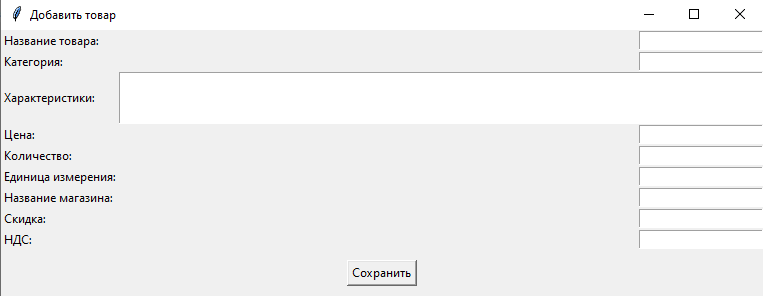 Добавить товар
Название товара:
Категория:
Характеристики:
Цена:
Количество:
Единица измерения:
Название магазина:
Скидка:
НДС:
Сохранить